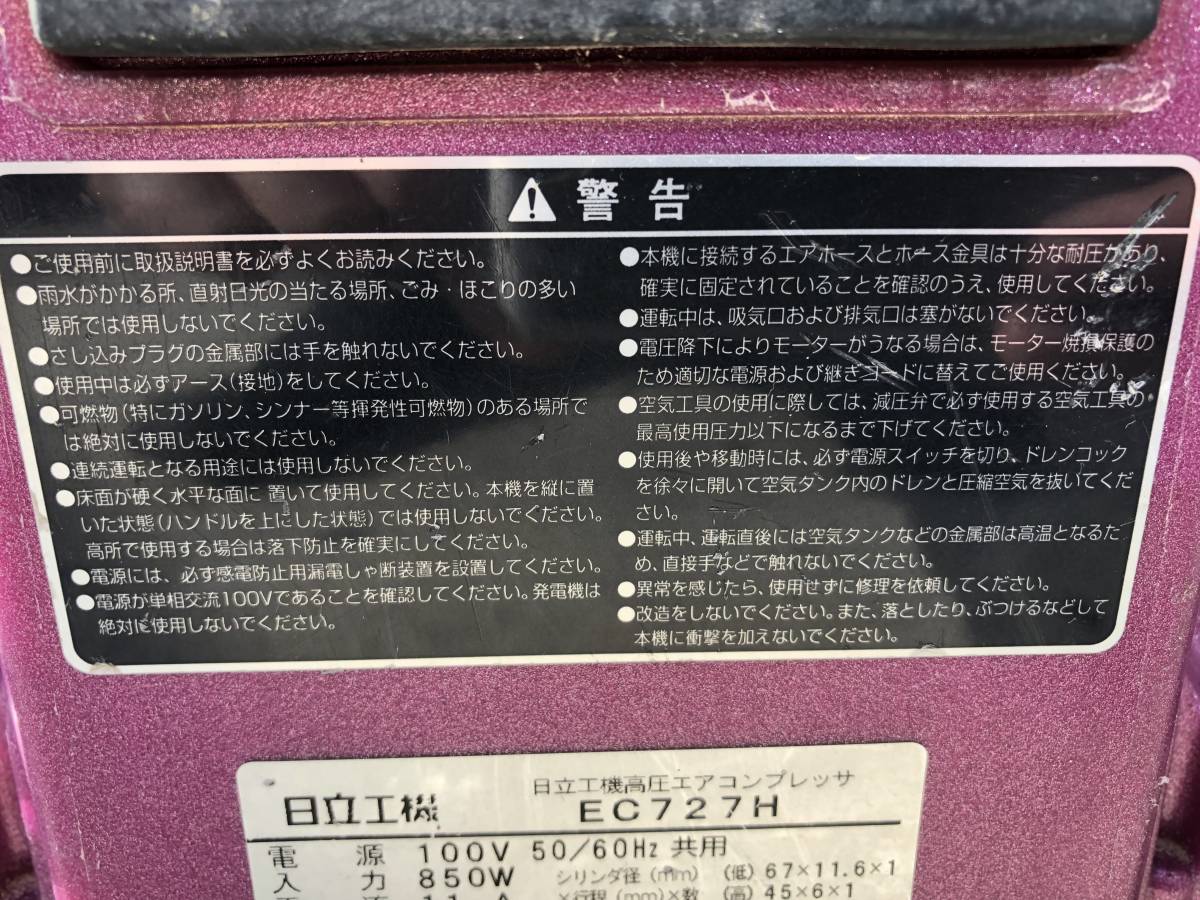 警告
●ご使用前に取扱説明書を必ずよくお読みください。
●雨水がかかる所、直射日光の当たる場所、ごみ・ほこりの多い
場所では使用しないでください。
●さし込みプラグの金属部には手を触れないでください。
●使用中は必ずアース(接地)をしてください。
●可燃物(特にガソリン、シンナー等揮発性可燃物)のある場所で
は絶対に使用しないでください。
●連続運転となる用途には使用しないでください。
●床面が硬く水平な面に置いて使用してください。本機を縦に置
いた状態(ハンドルを上にした状態)では使用しないでください。
高所で使用する場合は落下防止を確実にしてください。
●電源には、必ず感電防止用漏電しゃ断装置を設置してください。
●電源が単相交流100Vであることを確認してください。発電機は
絶対に使用しないでください。
●本機に接続するエアホースとホース金具は十分な耐圧があり、
確実に固定されていることを確認のうえ、使用してください。
●運転中は、吸気口および排気口は塞がないでください。
●電圧降下によりモーターがうなる場合は、モーター焼損保護の
ため適切な電源および継ぎコードに替えてご使用ください。
●空気工具の使用に際しては、減圧弁で必ず使用する空気工具の
最高使用圧力以下になるまで下げてください。
●使用後や移動時には、必ず電源スイッチを切り、ドレンコック
を徐々に開いて空気タンク内のドレンと圧縮空気を抜いてくだ
さい。
●運転中、運転直後には空気タンクなどの金属部は高温となるた
め、直接手などで触れないでください。
●異常を感じたら、使用せずに修理を依頼してください。
●改造をしないでください。また、落としたり、ぶつけるなどして
本機に衝撃を加えないでください。
日立工機高圧エアコンプレッサ
日立工機 EC727H
電源 100V 50/60Hz 共用
入力 850W シリンダ径(mm) (低) 67×11.6×1
×行程(mm)×数 (高) 45×6×1